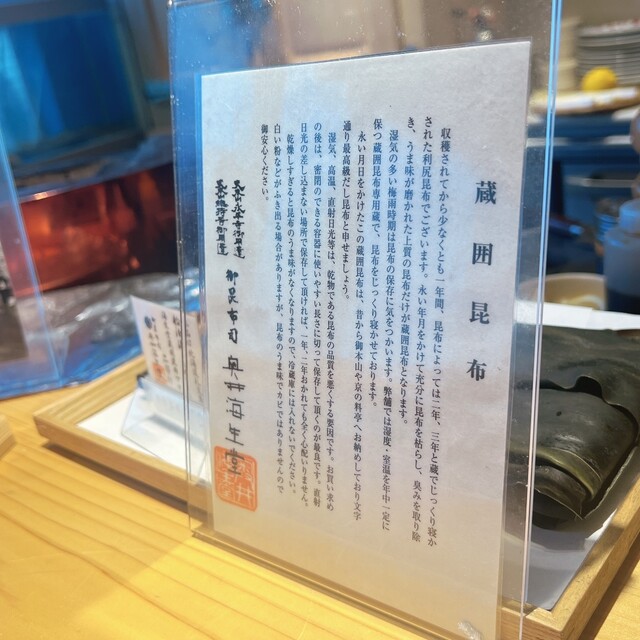 蔵囲昆布
収穫されてから少なくとも一年間、昆布によっては二年、三年と蔵でじっくり寝か
された利尻昆布でございます。永い年月をかけて充分に昆布を枯らし、臭みを取り除
き、うま味が磨かれた上質の昆布だけが蔵囲昆布となります。
湿気の多い梅雨時期は昆布の保存に気をつかいます。弊舗では湿度・室温を年中一定に
保つ蔵囲昆布専用蔵で、昆布をじっくり寝かせております。
永い月日をかけたこの蔵囲昆布は、昔から御本山や京の料亭へお納めしており文字
通り最高級だし昆布と申せましょう。
湿気、高温、直射日光等は、乾物である昆布の品質を悪くする要因です。お買い求め
の後は、密閉のできる容器に使いやすい長さに切って保存して頂くのが最良です。直射
日光の差し込まない場所で保存して頂ければ、一年、二年おかれても全く心配いりません。
乾燥しすぎると昆布のうま味がなくなりますので、冷蔵庫には入れないでください。
白い粉などがふき出る場合がありますが、昆布のうま味でカビではありませんので
御安心ください。
大本山永平寺御用達
御昆布司 奥井海生堂